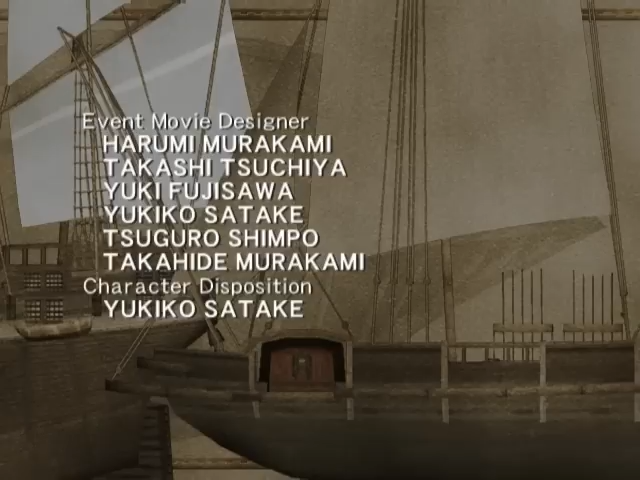 Event Movie Designer
HARUMI MURAKAMI
TAKASHI TSUCHIYA
YUKI FUJISAWA
YUKIKO SATAKE
TSUGURO SHIMPO
TAKAHIDE MURAKAMI
Character Disposition
YUKIKO SATAKE